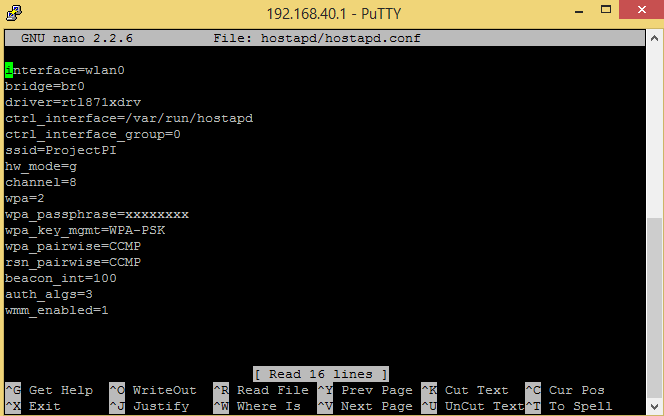 192.168.40.1 - PuTTY
GNU nano 2.2.6 File: hostapd/hostapd.conf
interface=wlan0
bridge=br0
driver=rtl871xdrv
ctrl_interface=/var/run/hostapd
ctrl_interface_group=0
ssid=ProjectPI
hw_mode=g
channel=8
wpa=2
wpa_passphrase=xxxxxxxx
wpa_key_mgmt=WPA-PSK
wpa_pairwise=CCMP
rsn_pairwise=CCMP
beacon_int=100
auth_algs=3
wmm_enabled=1
[ Read 16 lines ]
^G Get Help ^O WriteOut ^R Read File ^Y Prev Page ^K Cut Text ^C Cur Pos
^X Exit ^J Justify ^W Where Is ^V Next Page ^U UnCut Text^T To Spell